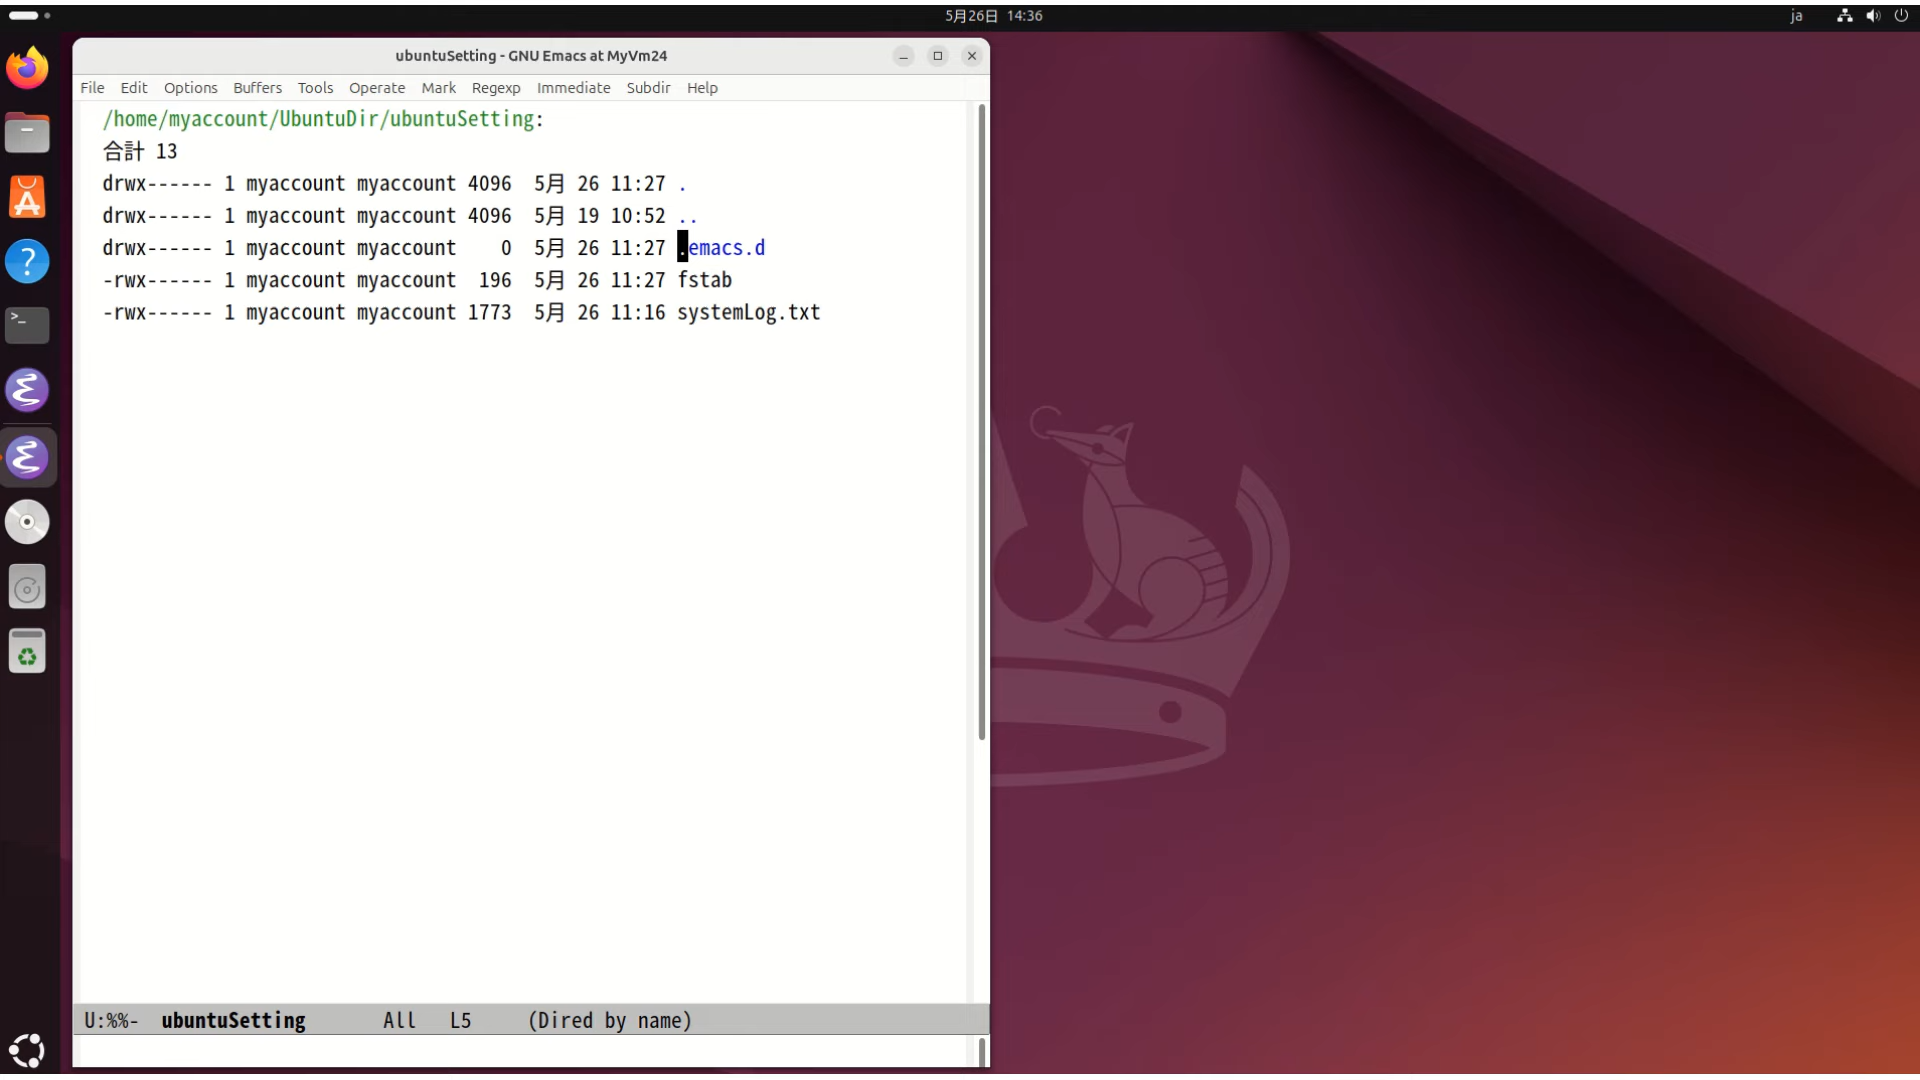 5月26日 14:36
ja
ubuntuSetting - GNU Emacs at MyVm24
File Edit Options Buffers Tools Operate Mark Regexp Immediate Subdir Help
/home/myaccount/UbuntuDir/ubuntuSetting:
合計 13
drwx------ 1 myaccount myaccount 4096 5月 26 11:27 .
drwx------ 1 myaccount myaccount 4096 5月 19 10:52 ..
drwx------ 1 myaccount myaccount 0 5月 26 11:27 .emacs.d
-rwx------ 1 myaccount myaccount 196 5月 26 11:27 fstab
-rwx------ 1 myaccount myaccount 1773 5月 26 11:16 systemLog.txt
U:%%- ubuntuSetting All L5 (Dired by name)